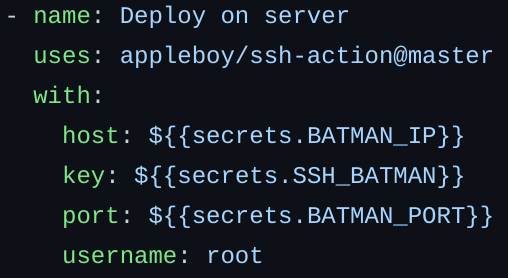 - name: Deploy on server
  uses: appleboy/ssh-action@master
  with:
    host: ${{secrets.BATMAN_IP}}
    key: ${{secrets.SSH_BATMAN}}
    port: ${{secrets.BATMAN_PORT}}
    username: root